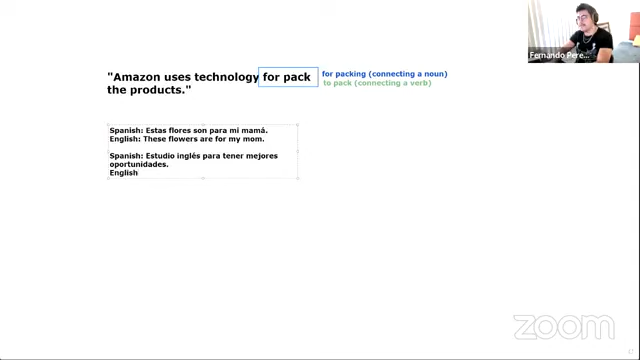 "Amazon uses technology for pack
the products."
for packing (connecting a noun)
to pack (connecting a verb)
Spanish: Estas flores son para mi mamá.
English: These flowers are for my mom.
Spanish: Estudio inglés para tener mejores
oportunidades.
English
Fernando Pere...
zoom